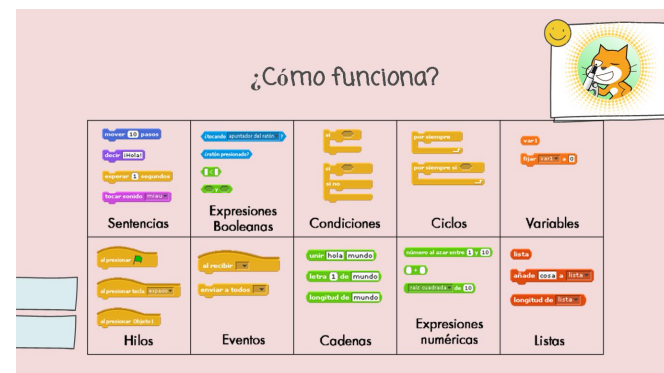 ¿Cómo funciona?
mover 10 pasos
decir ¡Hola!
esperar 1 segundos
tocar sonido miau
Sentencias
¿tocando apuntador del ratón ?
¿ratón presionado?
<
y
Expresiones
Booleanas
si
si
si no
Condiciones
por siempre
por siempre si
Ciclos
var1
fijar var1 a 0
Variables
al presionar
al presionar tecla espacio
al presionar Objeto1
Hilos
al recibir
enviar a todos
Eventos
unir hola mundo
letra 1 de mundo
longitud de mundo
Cadenas
número al azar entre 1 y 10
+
raíz cuadrada de 10
Expresiones
numéricas
lista
añade cosa a lista
longitud de lista
Listas